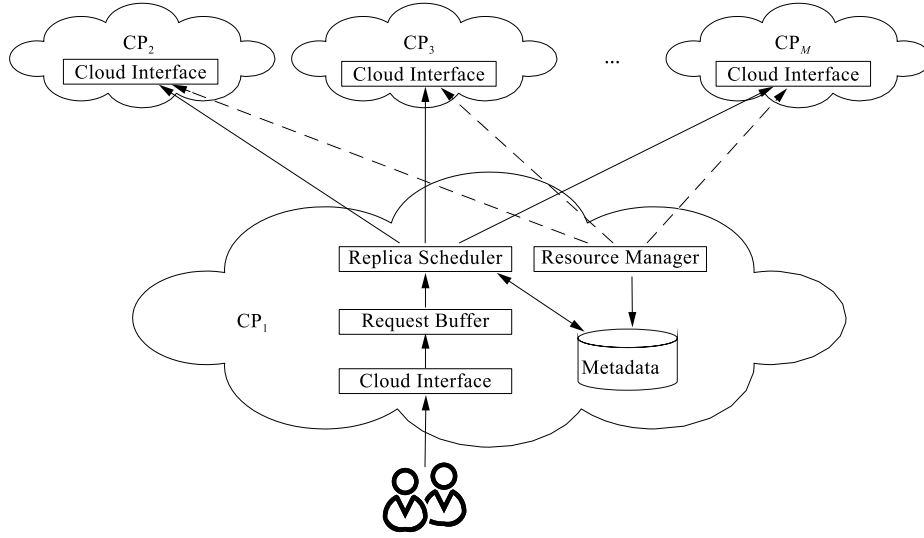 CP2
Cloud Interface
CP3
Cloud Interface
...
CPM
Cloud Interface
Replica Scheduler
Resource Manager
CP1
Request Buffer
Metadata
Cloud Interface